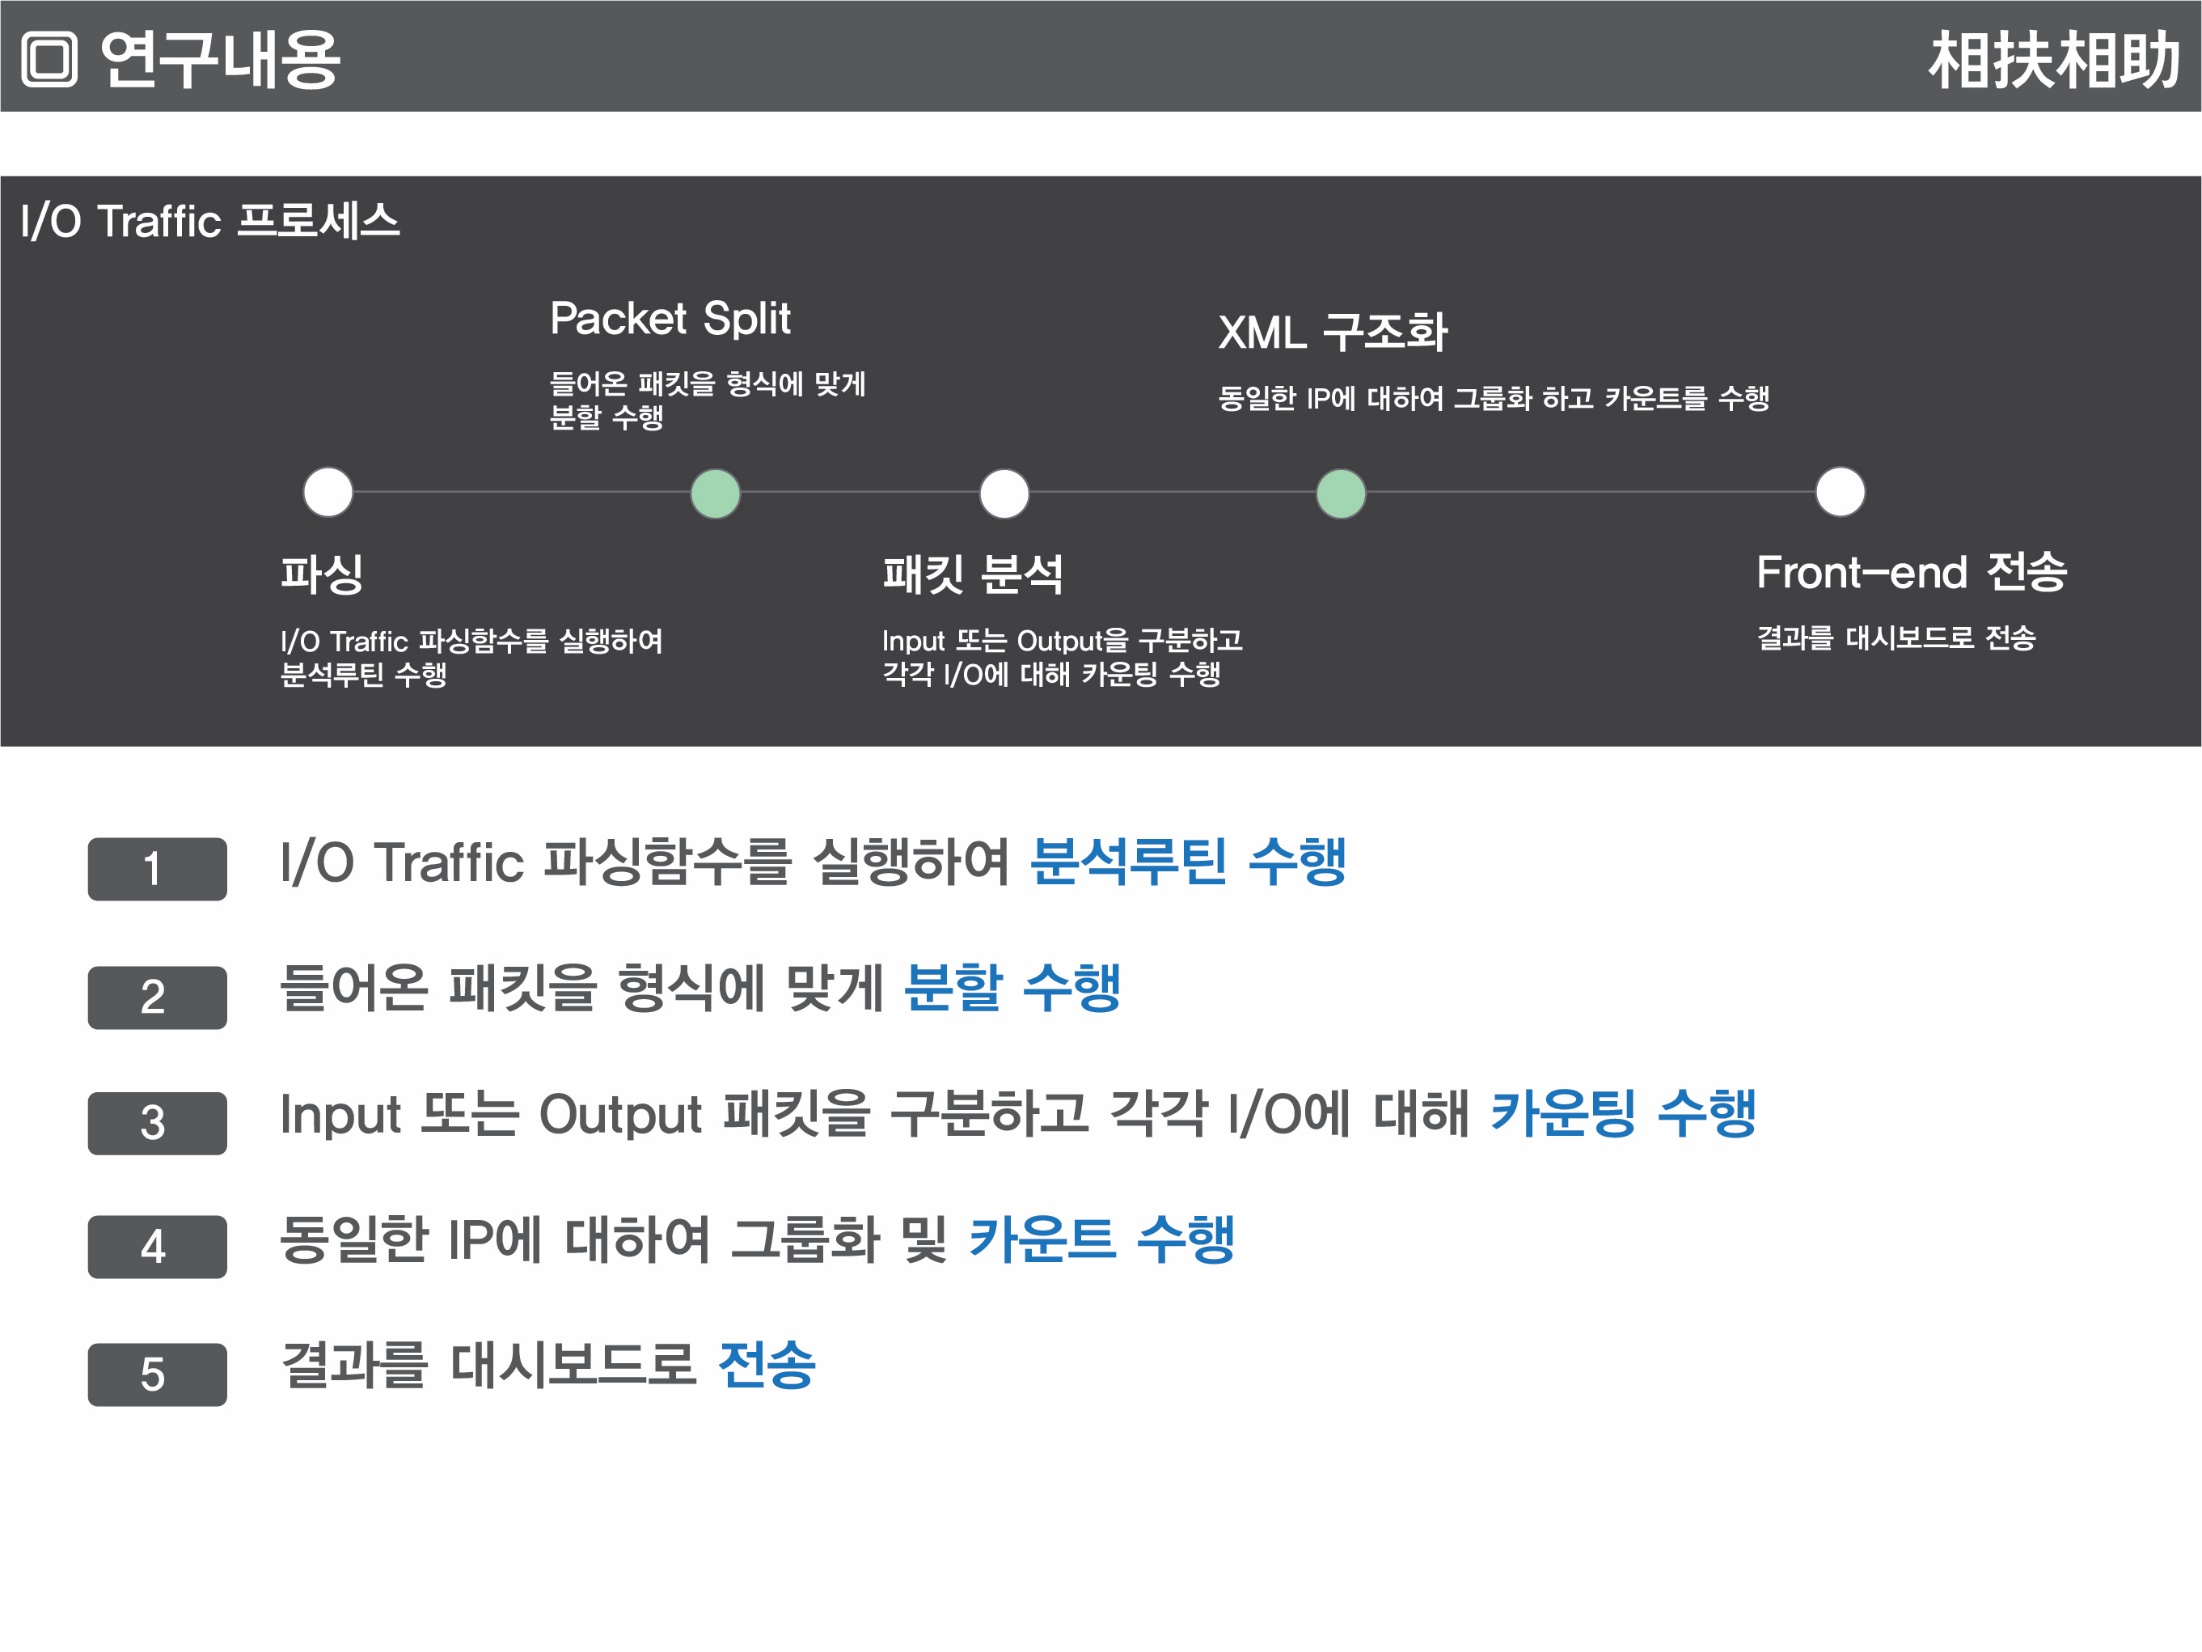 연구내용
相扶相助
I/O Traffic 프로세스
Packet Split
들어온 패킷을 형식에 맞게
분할 수행
XML 구조화
동일한 IP에 대하여 그룹화 하고 카운트를 수행
파싱
I/O Traffic 파싱함수를 실행하여
분석루틴 수행
패킷 분석
Input 또는 Output을 구분하고
각각 I/O에 대해 카운팅 수행
Front-end 전송
결과를 대시보드로 전송
1 I/O Traffic 파싱함수를 실행하여 분석루틴 수행
2 들어온 패킷을 형식에 맞게 분할 수행
3 Input 또는 Output 패킷을 구분하고 각각 I/O에 대해 카운팅 수행
4 동일한 IP에 대하여 그룹화 및 카운트 수행
5 결과를 대시보드로 전송